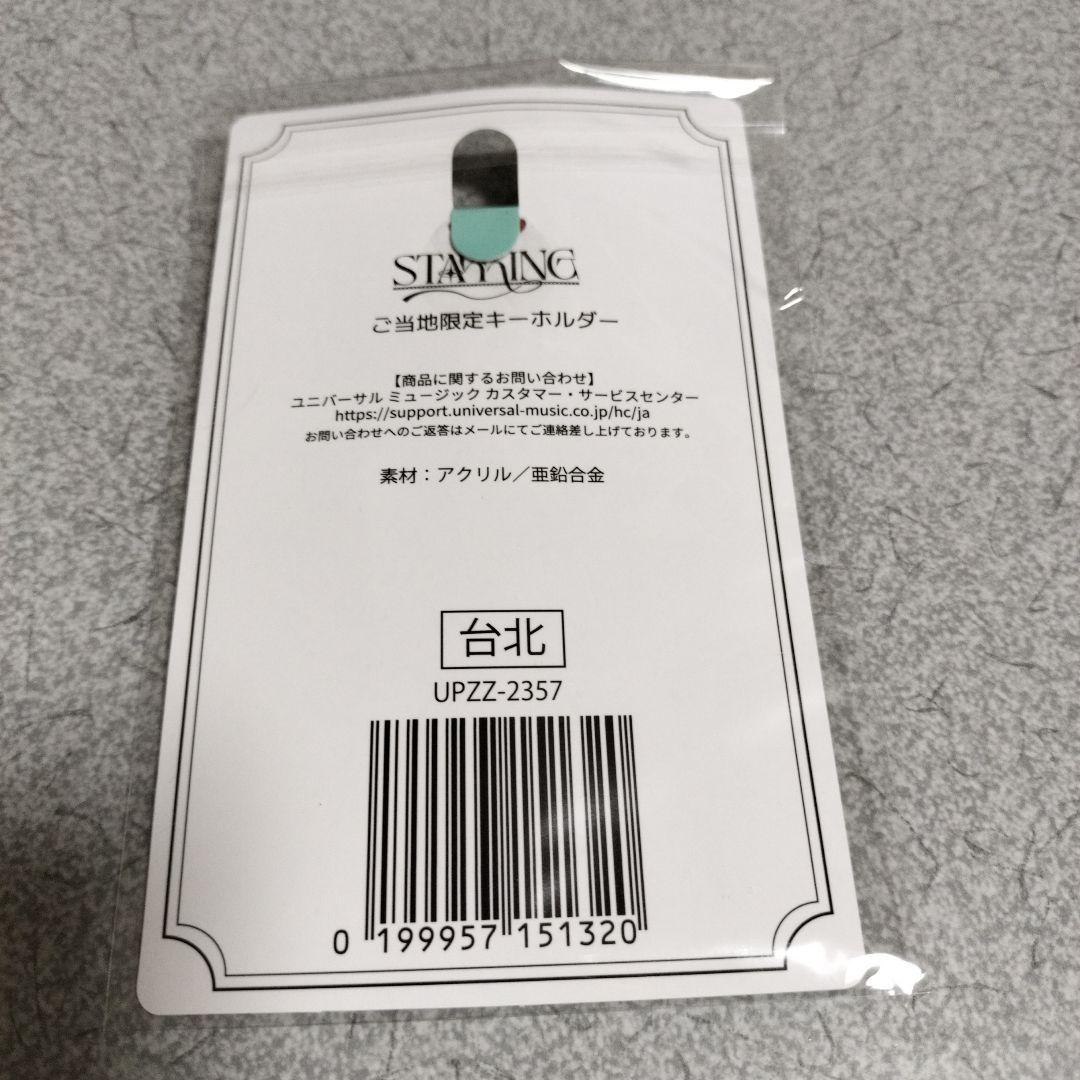 STARRING
ご当地限定キーホルダー
【商品に関するお問い合わせ】
ユニバーサル ミュージック カスタマー・サービスセンター
https://support.universal-music.co.jp/hc/ja
お問い合わせへのご返答はメールにてご連絡差し上げております。
素材：アクリル／亜鉛合金
台北
UPZZ-2357
0 199957 151320